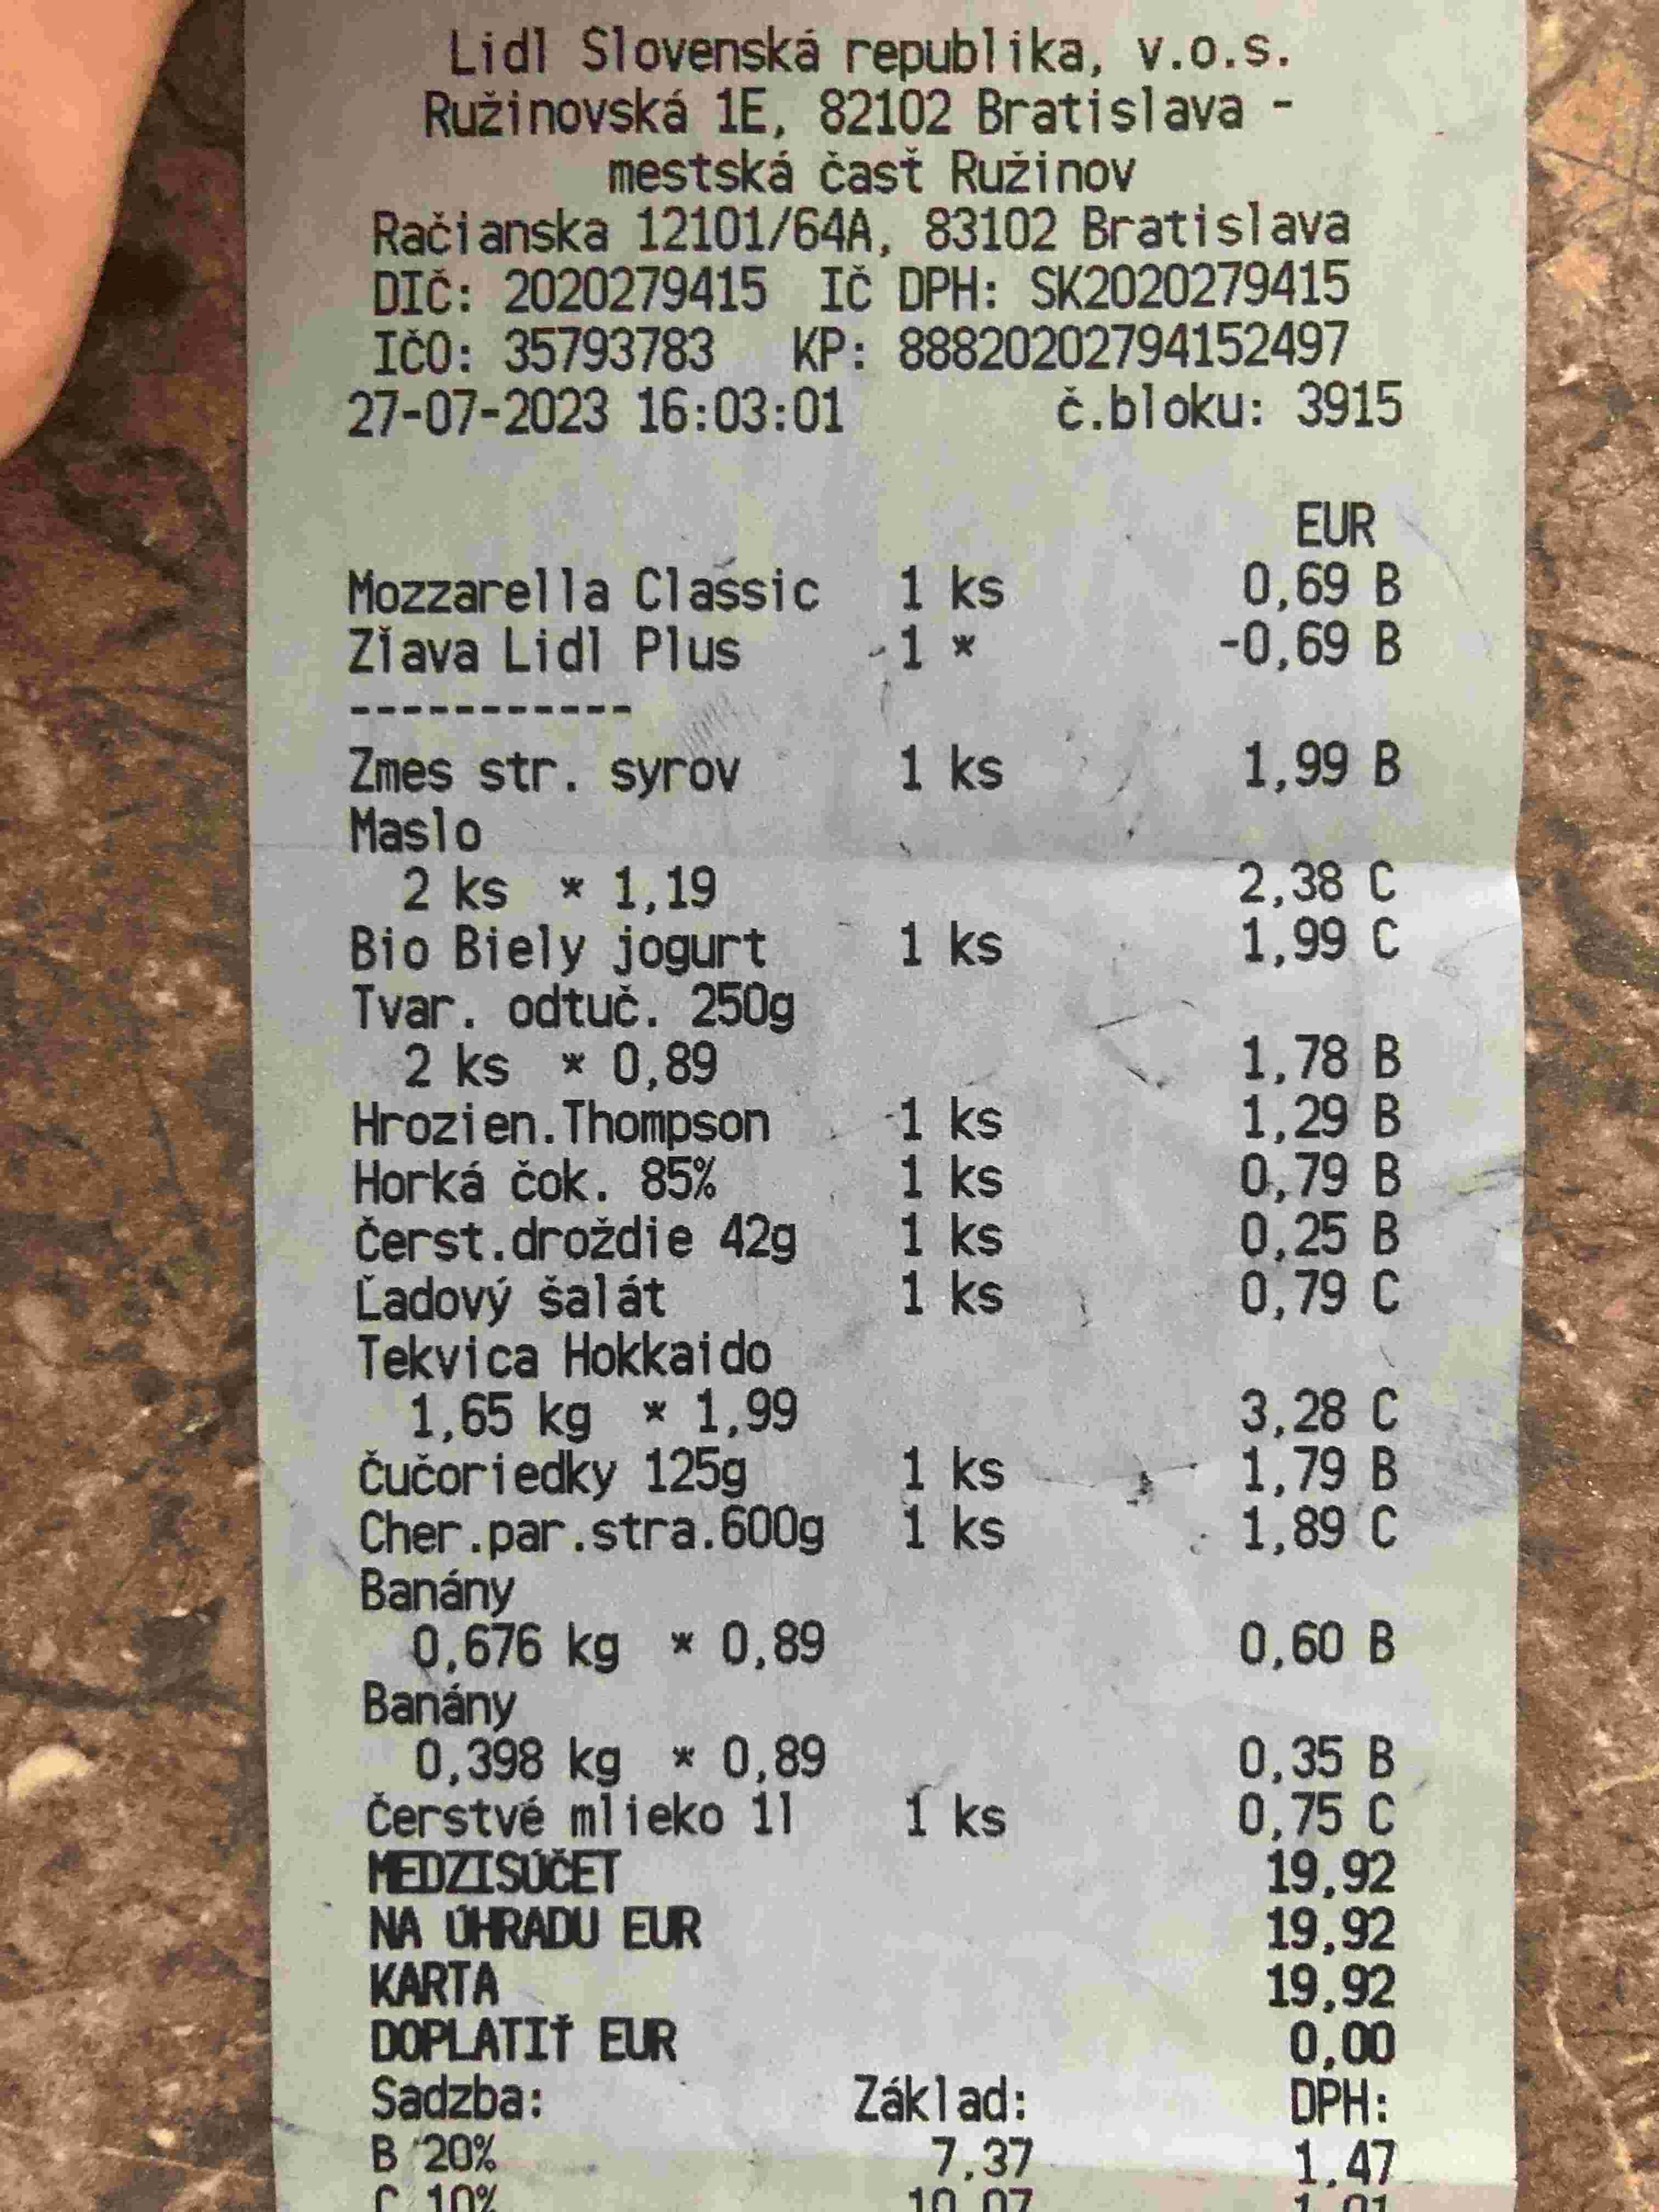 Lidl Slovenská republika, v.o.s.
Ružinovská 1E, 82102 Bratislava -
mestská časť Ružinov
Račianska 12101/64A, 83102 Bratislava
DIČ: 2020279415 IČ DPH: SK2020279415
IČO: 35793783 KP: 88820202794152497
27-07-2023 16:03:01 č.bloku: 3915
EUR
Mozzarella Classic 1 ks 0,69 B
Zľava Lidl Plus 1 * -0,69 B
-----------
Zmes str. syrov 1 ks 1,99 B
Maslo
2 ks * 1,19 2,38 C
Bio Biely jogurt 1 ks 1,99 C
Tvar. odtuč. 250g
2 ks * 0,89 1,78 B
Hrozien.Thompson 1 ks 1,29 B
Horká čok. 85% 1 ks 0,79 B
Čerst.droždie 42g 1 ks 0,25 B
Ľadový šalát 1 ks 0,79 C
Tekvica Hokkaido
1,65 kg * 1,99 3,28 C
Čučoriedky 125g 1 ks 1,79 B
Cher.par.stra.600g 1 ks 1,89 C
Banány
0,676 kg * 0,89 0,60 B
Banány
0,398 kg * 0,89 0,35 B
Čerstvé mlieko 1l 1 ks 0,75 C
MEDZISÚČET 19,92
NA ÚHRADU EUR 19,92
KARTA 19,92
DOPLATIŤ EUR 0,00
Sadzba: Základ: DPH:
B 20% 7,37 1,47
C 10% 10,07 1,01